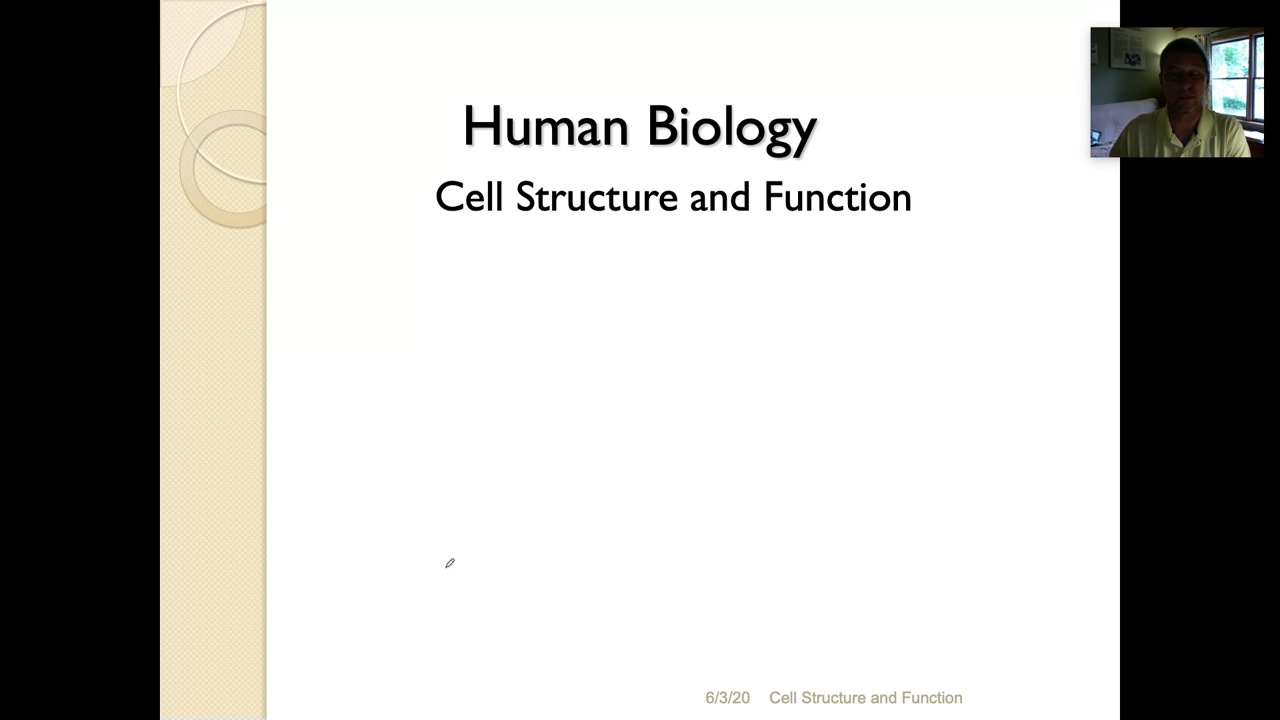 Human Biology
Cell Structure and Function
6/3/20 Cell Structure and Function